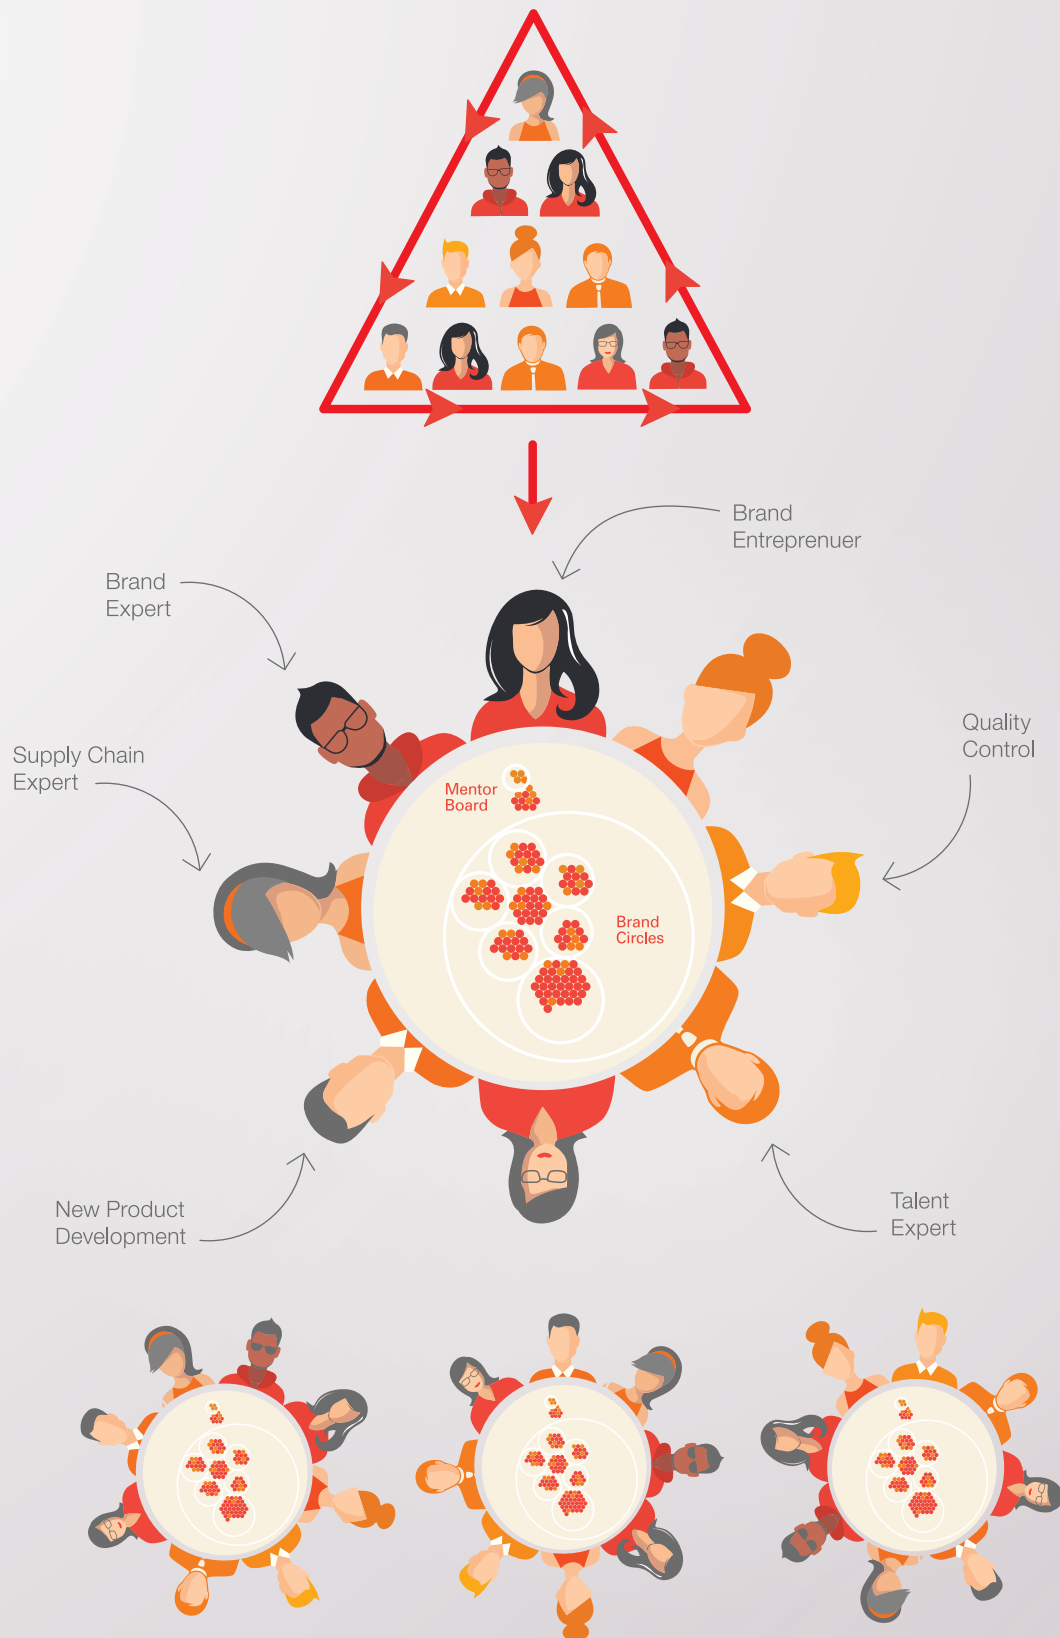 Brand
Entreprenuer
Brand
Expert
Quality
Control
Supply Chain
Expert
Mentor
Board
Brand
Circles
New Product
Development
Talent
Expert